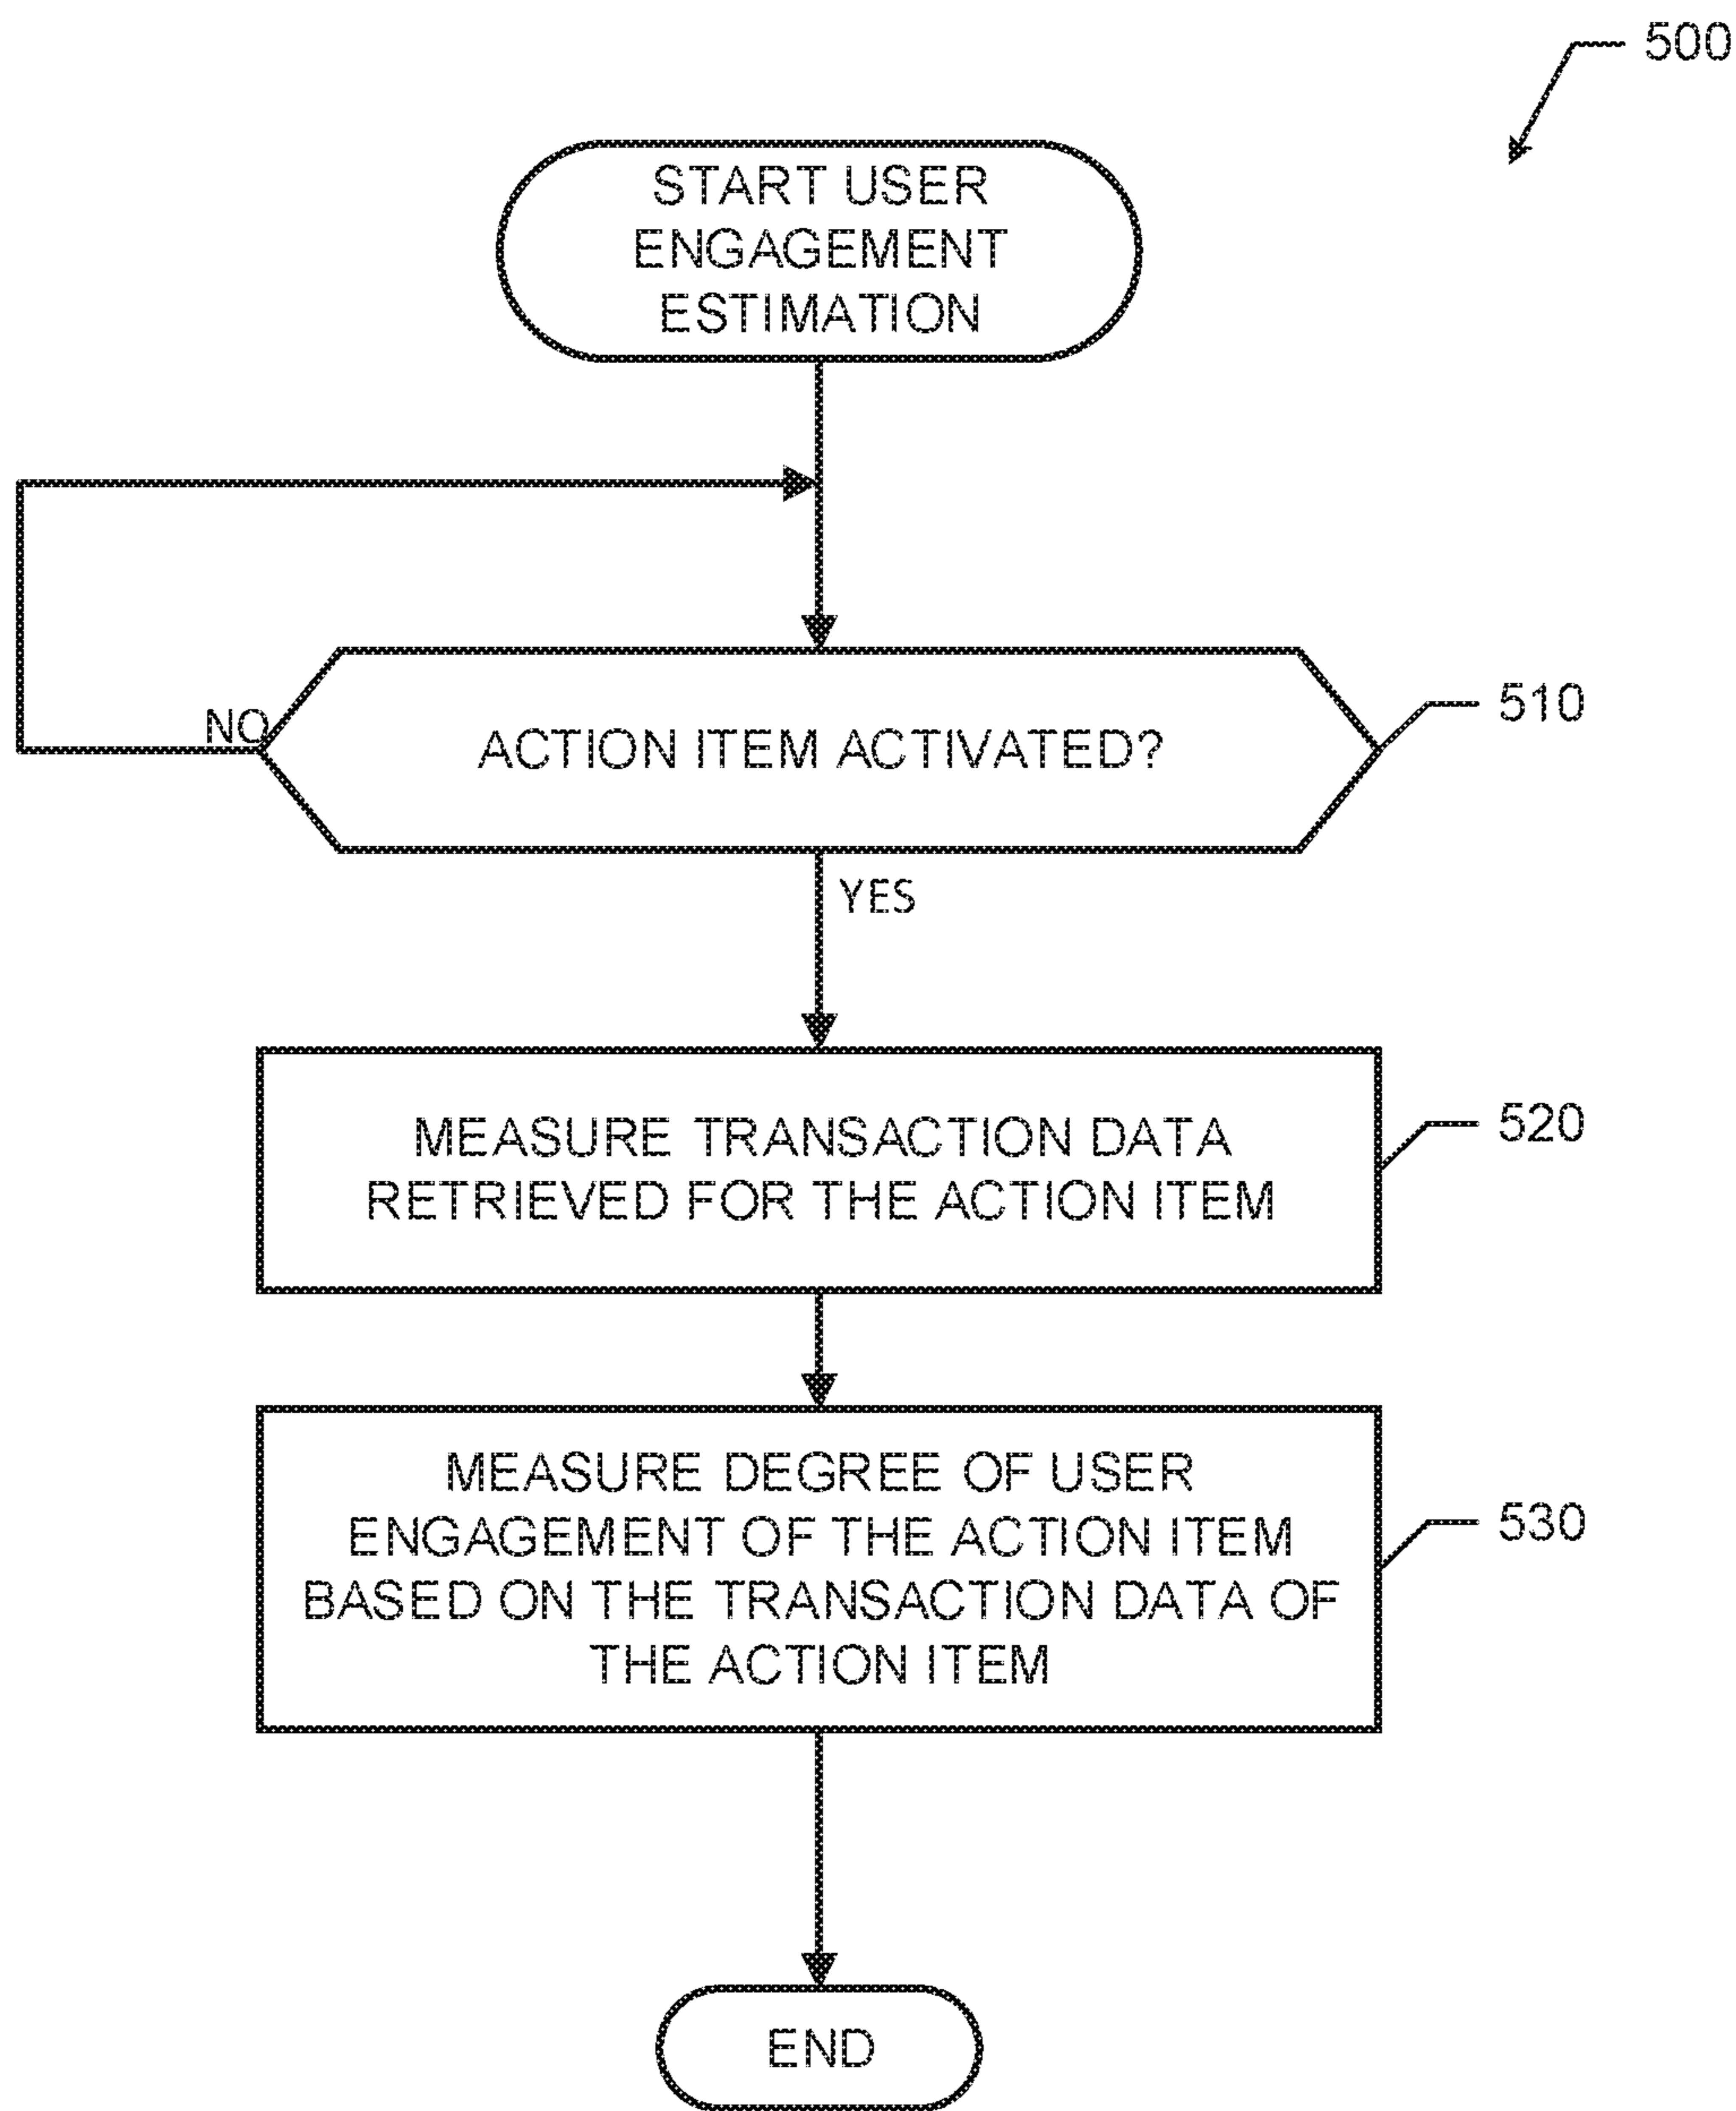 500
START USER
ENGAGEMENT
ESTIMATION
NO
ACTION ITEM ACTIVATED?
510
YES
MEASURE TRANSACTION DATA
RETRIEVED FOR THE ACTION ITEM
520
MEASURE DEGREE OF USER
ENGAGEMENT OF THE ACTION ITEM
BASED ON THE TRANSACTION DATA OF
THE ACTION ITEM
530
END